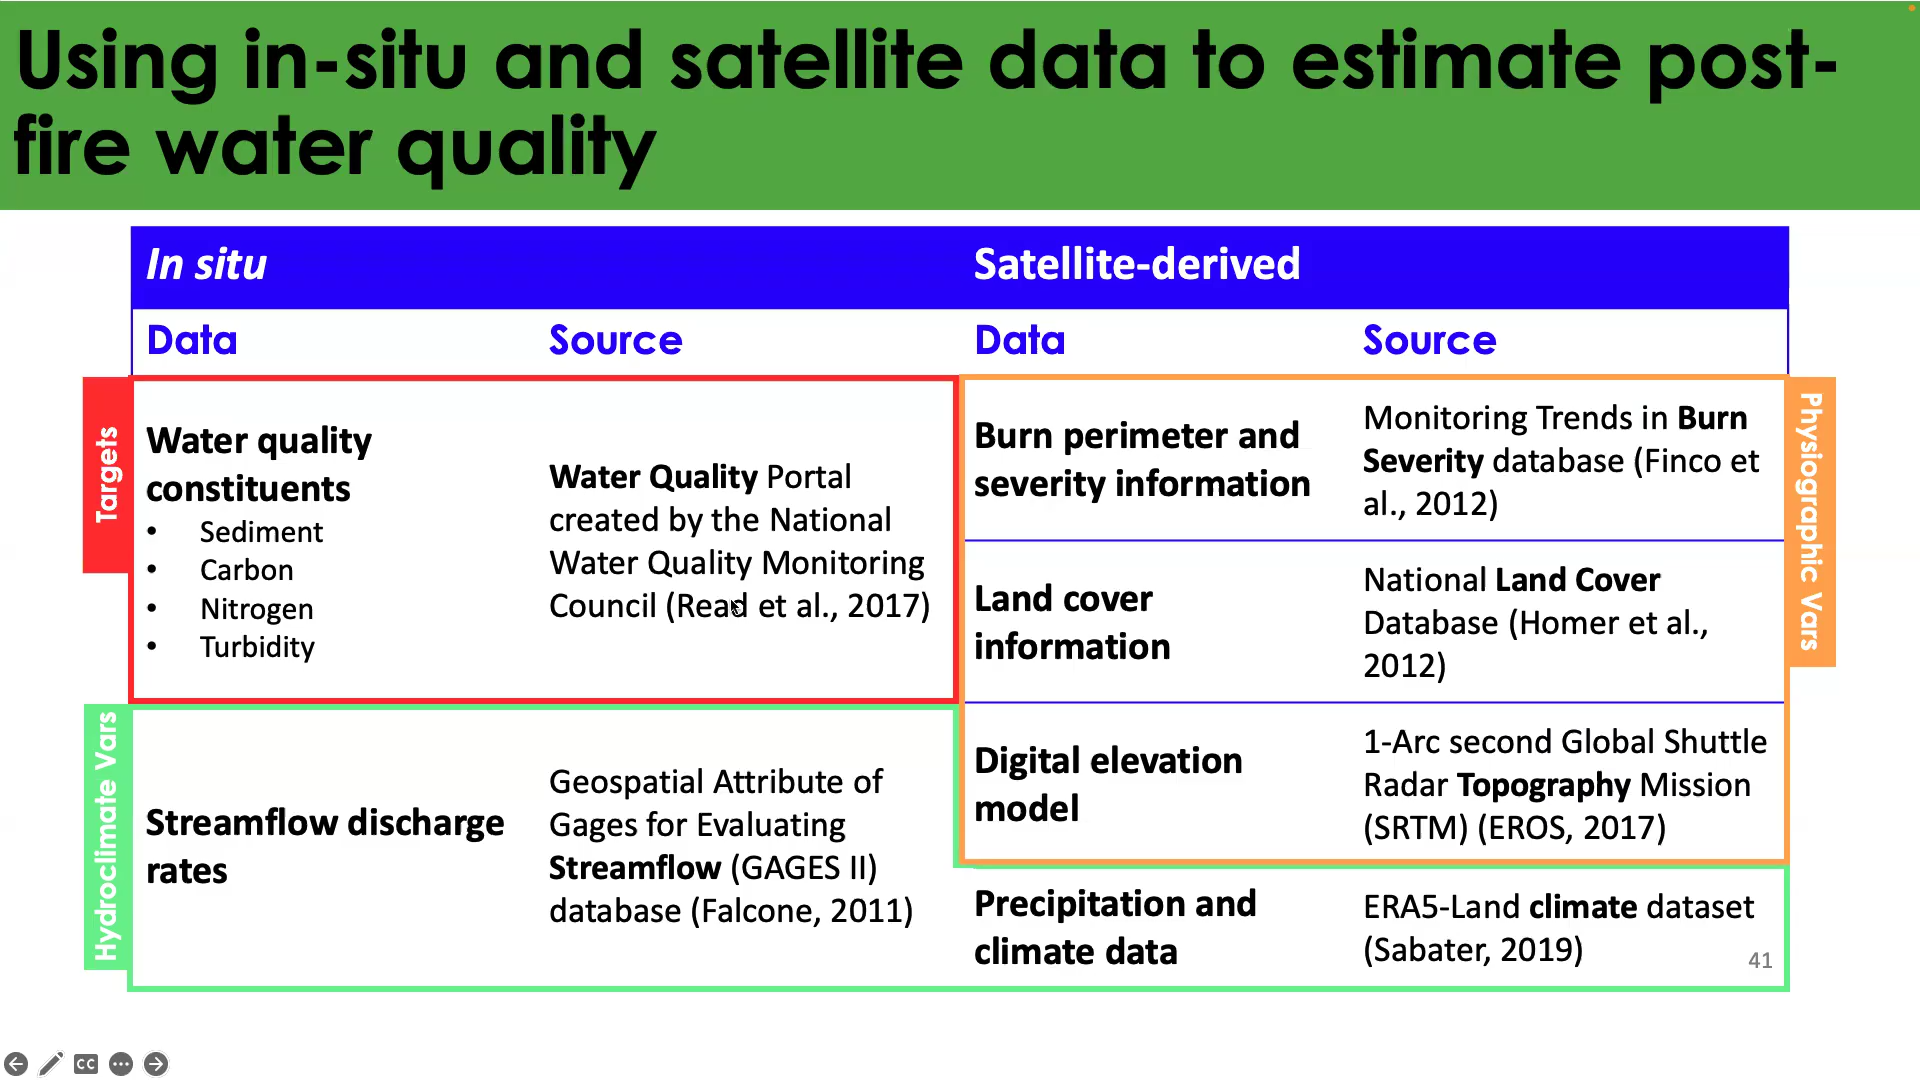 Using in-situ and satellite data to estimate post-
fire water quality
In situ
Satellite-derived
Data
Source
Data
Source
Targets
Water quality
constituents
• Sediment
• Carbon
• Nitrogen
• Turbidity
Water Quality Portal
created by the National
Water Quality Monitoring
Council (Read et al., 2017)
Burn perimeter and
severity information
Monitoring Trends in Burn
Severity database (Finco et
al., 2012)
Physiographic Vars
Land cover
information
National Land Cover
Database (Homer et al.,
2012)
Digital elevation
model
1-Arc second Global Shuttle
Radar Topography Mission
(SRTM) (EROS, 2017)
Hydroclimate Vars
Streamflow discharge
rates
Geospatial Attribute of
Gages for Evaluating
Streamflow (GAGES II)
database (Falcone, 2011)
Precipitation and
climate data
ERA5-Land climate dataset
(Sabater, 2019)
41
CC